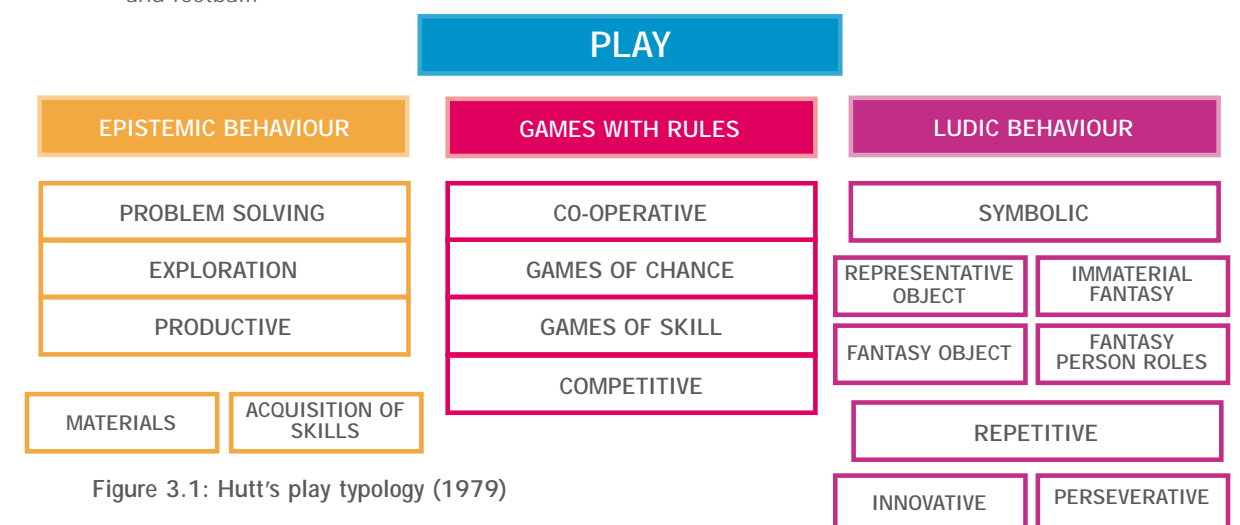 PLAY
EPISTEMIC BEHAVIOUR
PROBLEM SOLVING
EXPLORATION
PRODUCTIVE
MATERIALS
ACQUISITION OF
SKILLS
GAMES WITH RULES
CO-OPERATIVE
GAMES OF CHANCE
GAMES OF SKILL
COMPETITIVE
LUDIC BEHAVIOUR
SYMBOLIC
REPRESENTATIVE
OBJECT
IMMATERIAL
FANTASY
FANTASY OBJECT
FANTASY
PERSON ROLES
REPETITIVE
INNOVATIVE
PERSEVERATIVE
Figure 3.1: Hutt's play typology (1979)